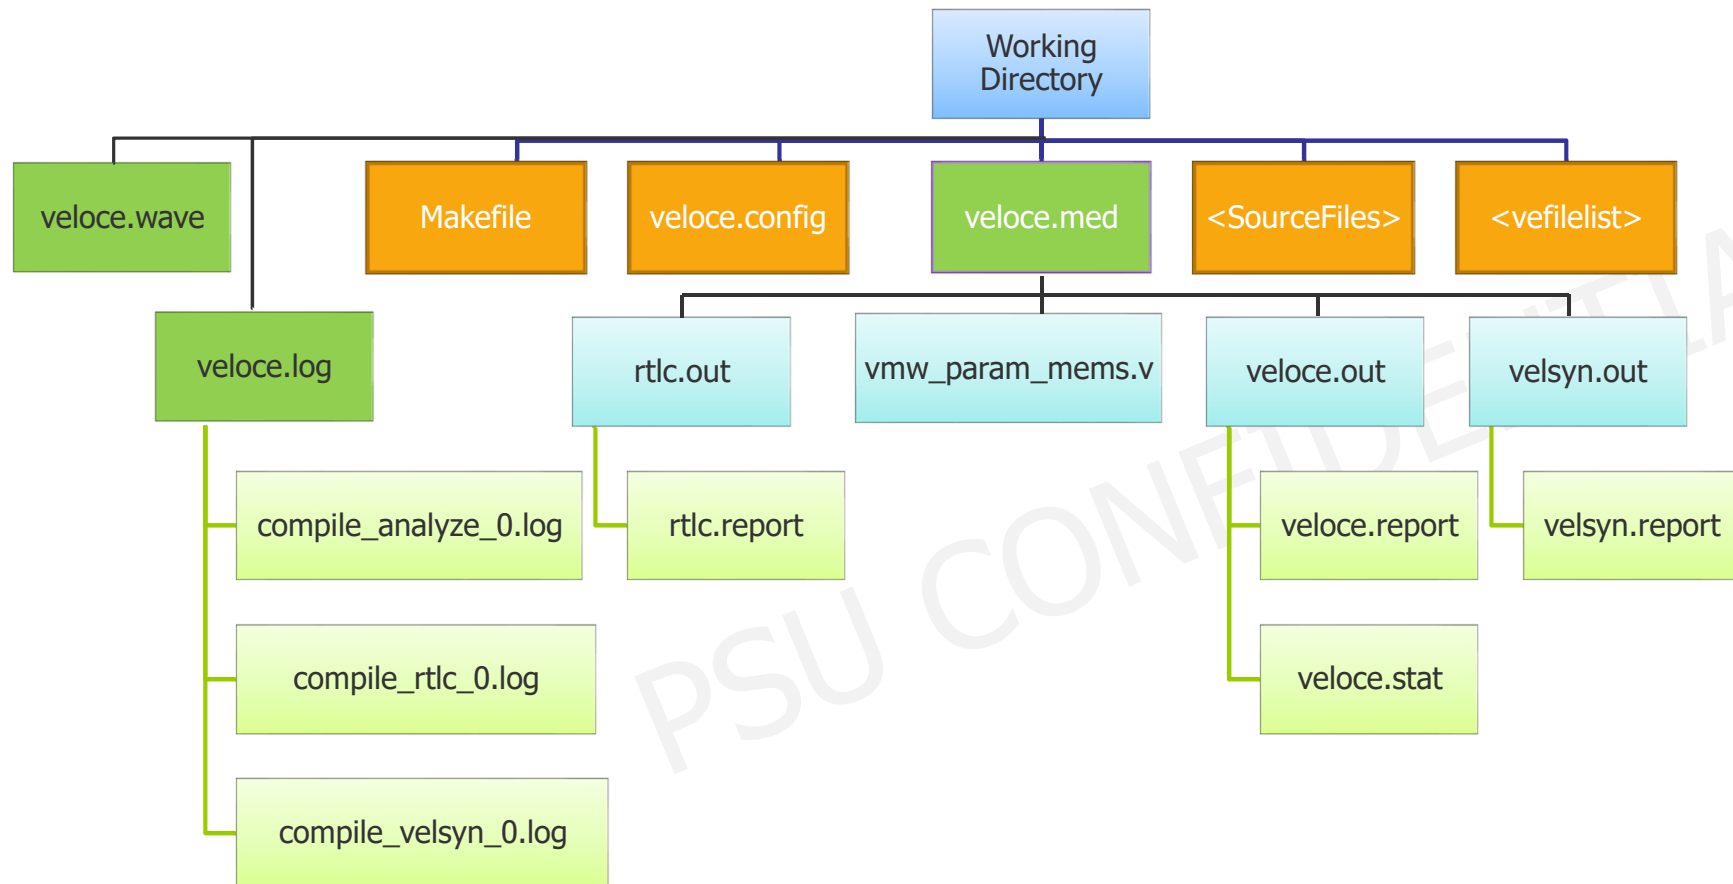 Working
Directory
veloce.wave
Makefile
veloce.config
veloce.med
<SourceFiles>
<vefilelist>
veloce.log
rtlc.out
vmw_param_mems.v
veloce.out
velsyn.out
compile_analyze_0.log
rtlc.report
veloce.report
velsyn.report
compile_rtlc_0.log
veloce.stat
compile_velsyn_0.log
PSU CONFIDENTIA